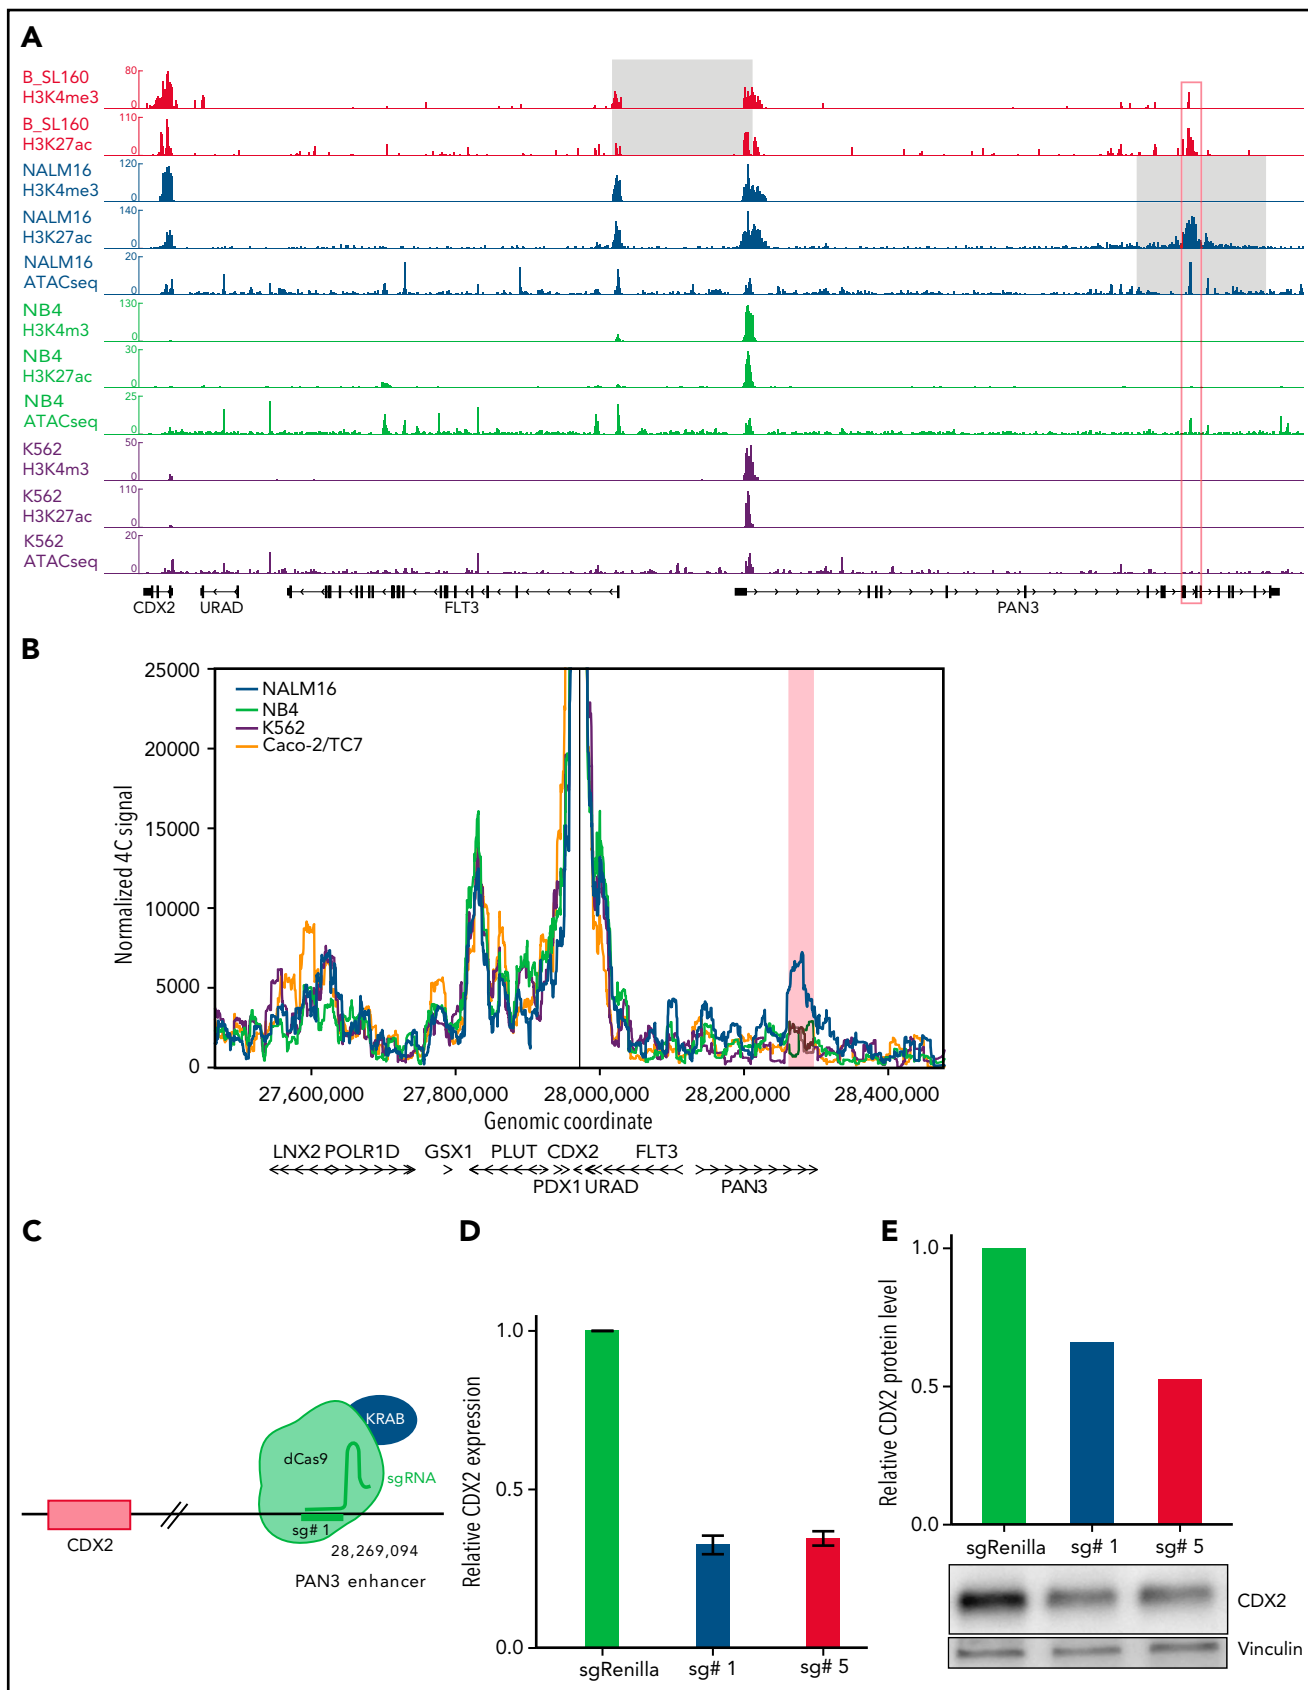 A
B_SL160
H3K4me3
80
0
B_SL160
H3K27ac
110
0
NALM16
H3K4me3
120
0
NALM16
H3K27ac
140
0
NALM16
ATACseq
20
0
NB4
H3K4m3
130
0
NB4
H3K27ac
30
0
NB4
ATACseq
25
0
K562
H3K4m3
50
0
K562
H3K27ac
110
0
K562
ATACseq
20
0
CDX2 URAD FLT3 PAN3
B
25000
20000
15000
10000
5000
0
Normalized 4C signal
NALM16
NB4
K562
Caco-2/TC7
27,600,000 27,800,000 28,000,000 28,200,000 28,400,000
Genomic coordinate
LNX2 POLR1D GSX1 PLUT CDX2 FLT3
PDX1 URAD PAN3
C
KRAB
dCas9
sgRNA
sg# 1
CDX2
28,269,094
PAN3 enhancer
D
Relative CDX2 expression
1.0
0.5
0.0
sgRenilla sg# 1 sg# 5
E
Relative CDX2 protein level
1.0
0.5
0.0
sgRenilla sg# 1 sg# 5
CDX2
Vinculin